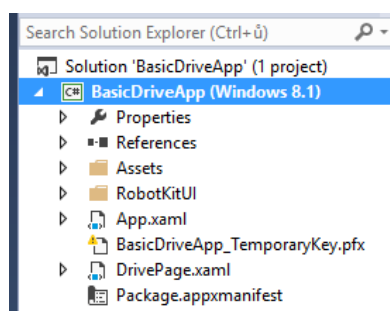 Search Solution Explorer (Ctrl+ů)
Solution 'BasicDriveApp' (1 project)
C# BasicDriveApp (Windows 8.1)
Properties
References
Assets
RobotKitUI
App.xaml
BasicDriveApp_TemporaryKey.pfx
DrivePage.xaml
Package.appxmanifest